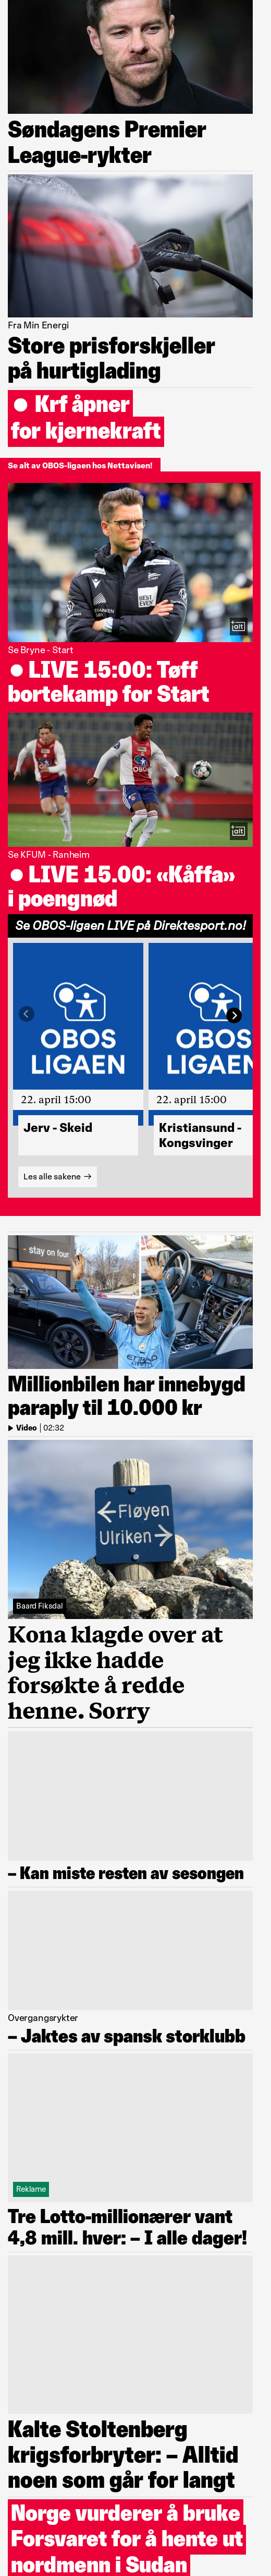 Søndagens Premier
League-rykter
Fra Min Energi
Store prisforskjeller
på hurtiglading
Krf åpner
for kjernekraft
Se alt av OBOS-ligaen hos Nettavisen!
BEST EVER
alt
Se Bryne - Start
LIVE 15:00: Tøff
bortekamp for Start
OBOS
alt
Se KFUM - Ranheim
LIVE 15.00: «Kåffa»
i poengnød
Se OBOS-ligaen LIVE på Direktesport.no!
OBOS
LIGAEN
OBOS
LIGAEN
22. april 15:00
22. april 15:00
Jerv - Skeid
Kristiansund -
Kongsvinger
Les alle sakene →
- stay on four
Millionbilen har innebygd
paraply til 10.000 kr
Video | 02:32
Fløyen
Ulriken
Baard Fiksdal
Kona klagde over at
jeg ikke hadde
forsøkte å redde
henne. Sorry
– Kan miste resten av sesongen
Overgangsrykter
– Jaktes av spansk storklubb
Reklame
Tre Lotto-millionærer vant
4,8 mill. hver: – I alle dager!
Kalte Stoltenberg
krigsforbryter: – Alltid
noen som går for langt
Norge vurderer å bruke
Forsvaret for å hente ut
nordmenn i Sudan